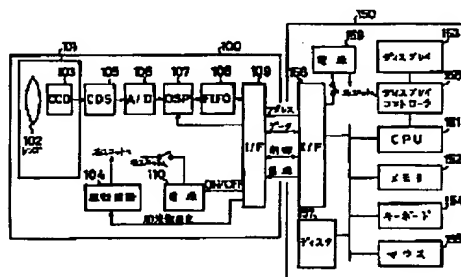 150
101
100
159
153
103
105
106
107
108
109
158
電源
ディスプレイ
CCD
CDS
A/D
DSP
FIFO
ディスプレイ
コントローラ
102
レンズ
アドレス
データ
I/F
I/F
制御
電源
151
CPU
104
110
152
メモリ
電源
ON/OFF
154
キーボード
ディスク
マウス